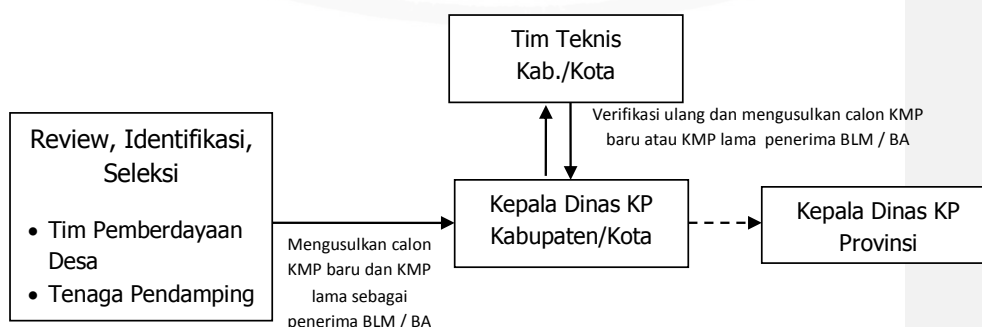 Tim Teknis
Kab./Kota
Verifikasi ulang dan mengusulkan calon KMP
baru atau KMP lama penerima BLM / BA
Review, Identifikasi,
Seleksi
• Tim Pemberdayaan
Desa
• Tenaga Pendamping
Mengusulkan calon
KMP baru dan KMP
lama sebagai
penerima BLM / BA
Kepala Dinas KP
Kabupaten/Kota
Kepala Dinas KP
Provinsi